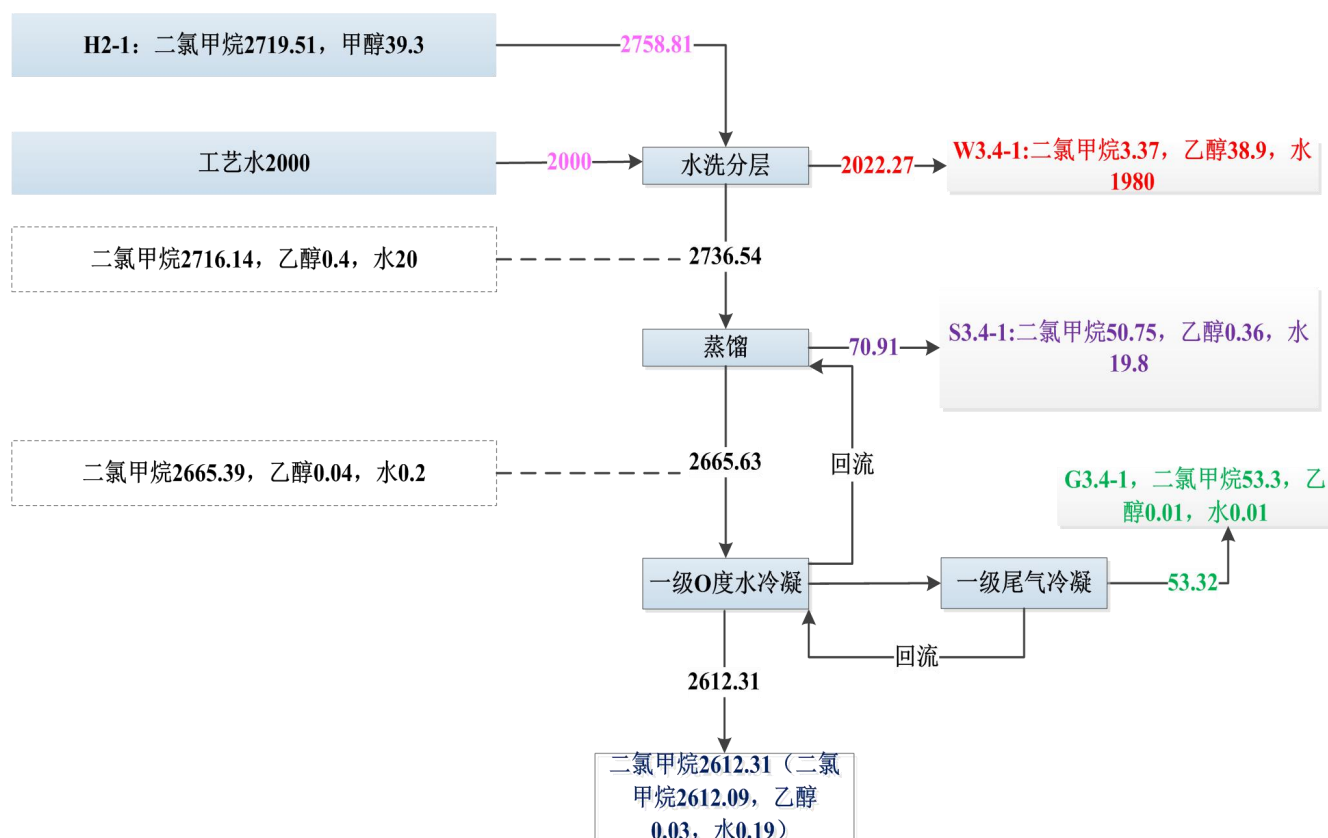 H2-1：二氯甲烷2719.51，甲醇39.3
2758.81
工艺水2000
2000
水洗分层
2022.27
W3.4-1:二氯甲烷3.37，乙醇38.9，水
1980
二氯甲烷2716.14，乙醇0.4，水20
2736.54
蒸馏
70.91
S3.4-1:二氯甲烷50.75，乙醇0.36，水
19.8
二氯甲烷2665.39，乙醇0.04，水0.2
2665.63
回流
G3.4-1，二氯甲烷53.3，乙
醇0.01，水0.01
一级O度水冷凝
一级尾气冷凝
53.32
回流
2612.31
二氯甲烷2612.31（二氯
甲烷2612.09，乙醇
0.03，水0.19）